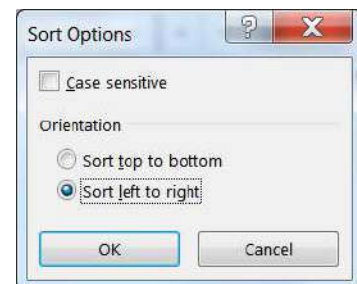 Sort Options
Case sensitive
Orientation
Sort top to bottom
Sort left to right
OK
Cancel